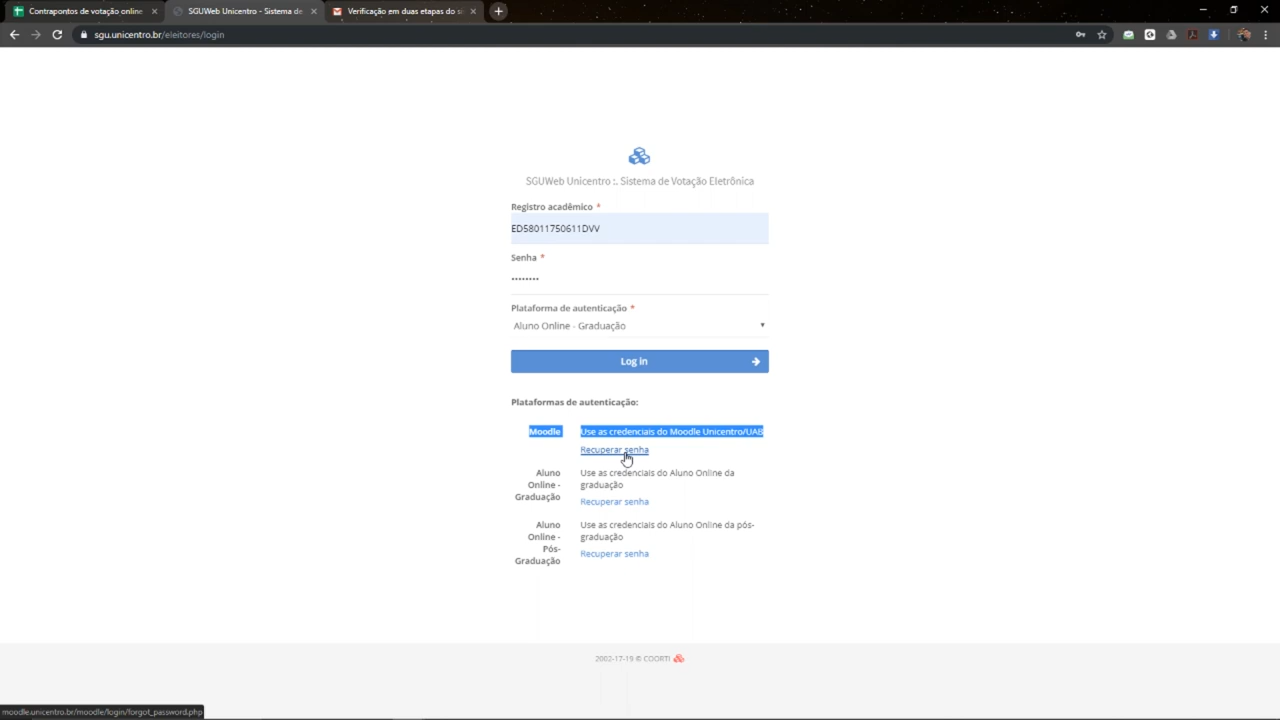 Contrapontos de votação online
SGUWeb Unicentro - Sistema de
Verificação em duas etapas do s
sgu.unicentro.br/eleitores/login
SGUWeb Unicentro :. Sistema de Votação Eletrônica
Registro acadêmico *
ED58011750611DVV
Senha *
••••••••
Plataforma de autenticação *
Aluno Online - Graduação
Log in
Plataformas de autenticação:
Moodle Use as credenciais do Moodle Unicentro/UAB
Recuperar senha
Aluno Use as credenciais do Aluno Online da
Online - graduação
Graduação Recuperar senha
Aluno Use as credenciais do Aluno Online da pós-
Online - graduação
Pós- Recuperar senha
Graduação
2002-17-19 © COORTI
moodle.unicentro.br/moodle/login/forgot_password.php